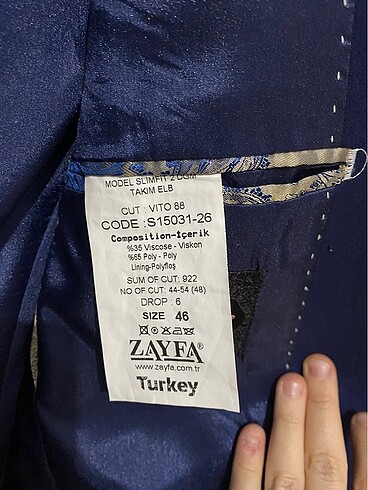 MODEL SLIMFIT 2 DGM
TAKIM ELB
CUT : VITO 88
CODE :S15031-26
Composition-İçerik
%35 Viscose - Viskon
%65 Poly - Poly
Lining-Polyflos
SUM OF CUT: 922
NO OF CUT: 44-54 (48)
DROP : 6
SIZE 46
ZAYFA®
www.zayfa.com.tr
Turkey